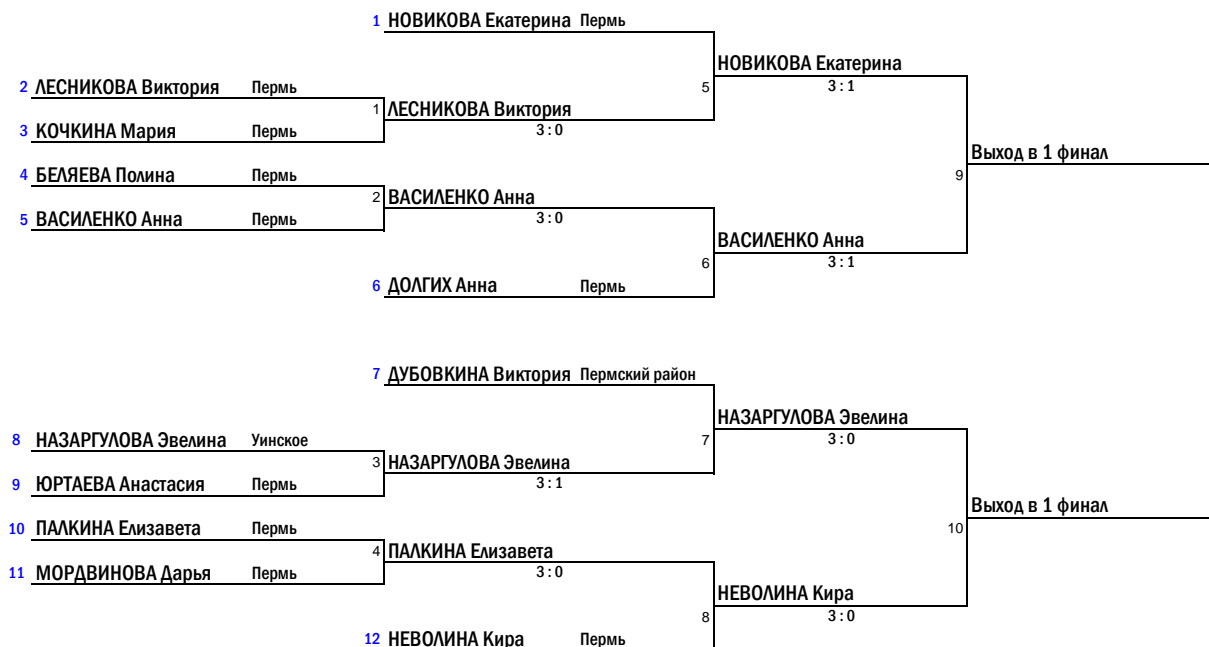 1 НОВИКОВА Екатерина Пермь
НОВИКОВА Екатерина
2 ЛЕСНИКОВА Виктория Пермь
5
3 : 1
1 ЛЕСНИКОВА Виктория
3 КОЧКИНА Мария Пермь
3 : 0
Выход в 1 финал
4 БЕЛЯЕВА Полина Пермь
9
2 ВАСИЛЕНКО Анна
5 ВАСИЛЕНКО Анна Пермь
3 : 0
ВАСИЛЕНКО Анна
6
3 : 1
6 ДОЛГИХ Анна Пермь
7 ДУБОВКИНА Виктория Пермский район
НАЗАРГУЛОВА Эвелина
8 НАЗАРГУЛОВА Эвелина Уинское
7
3 : 0
3 НАЗАРГУЛОВА Эвелина
9 ЮРТАЕВА Анастасия Пермь
3 : 1
Выход в 1 финал
10 ПАЛКИНА Елизавета Пермь
10
4 ПАЛКИНА Елизавета
11 МОРДВИНОВА Дарья Пермь
3 : 0
НЕВОЛИНА Кира
8
3 : 0
12 НЕВОЛИНА Кира Пермь